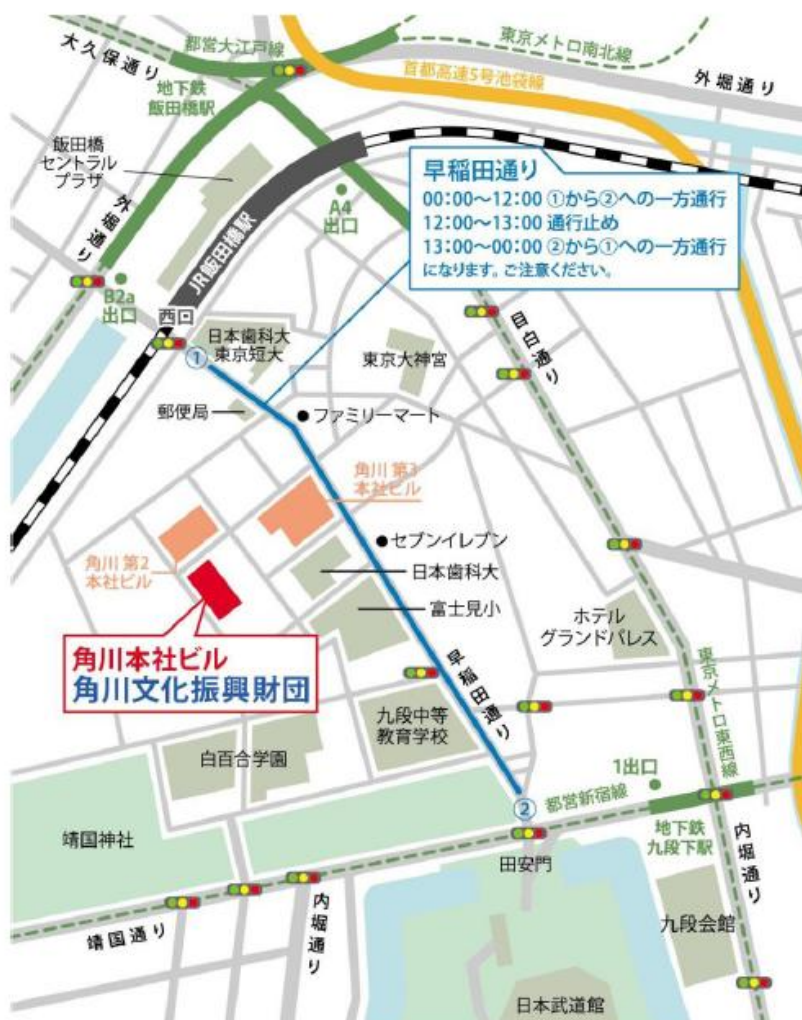 大久保通り
都営大江戸線
東京メトロ南北線
首都高速5号池袋線
外堀通り
地下鉄
飯田橋駅
飯田橋
セントラル
プラザ
外堀通り
A4
出口
JR飯田橋駅
B2a
出口
西口
早稲田通り
00:00〜12:00 ①から②への一方通行
12:00〜13:00 通行止め
13:00〜00:00 ②から①への一方通行
になります。ご注意ください。
目白通り
①
日本歯科大
東京短大
東京大神宮
郵便局
ファミリーマート
角川 第3
本社ビル
セブンイレブン
角川 第2
本社ビル
日本歯科大
富士見小
ホテル
グランドパレス
角川本社ビル
角川文化振興財団
早稲田通り
東京メトロ東西線
九段中等
教育学校
白百合学園
1出口
②
都営新宿線
地下鉄
九段下駅
靖国神社
田安門
内堀通り
内堀通り
九段会館
靖国通り
日本武道館